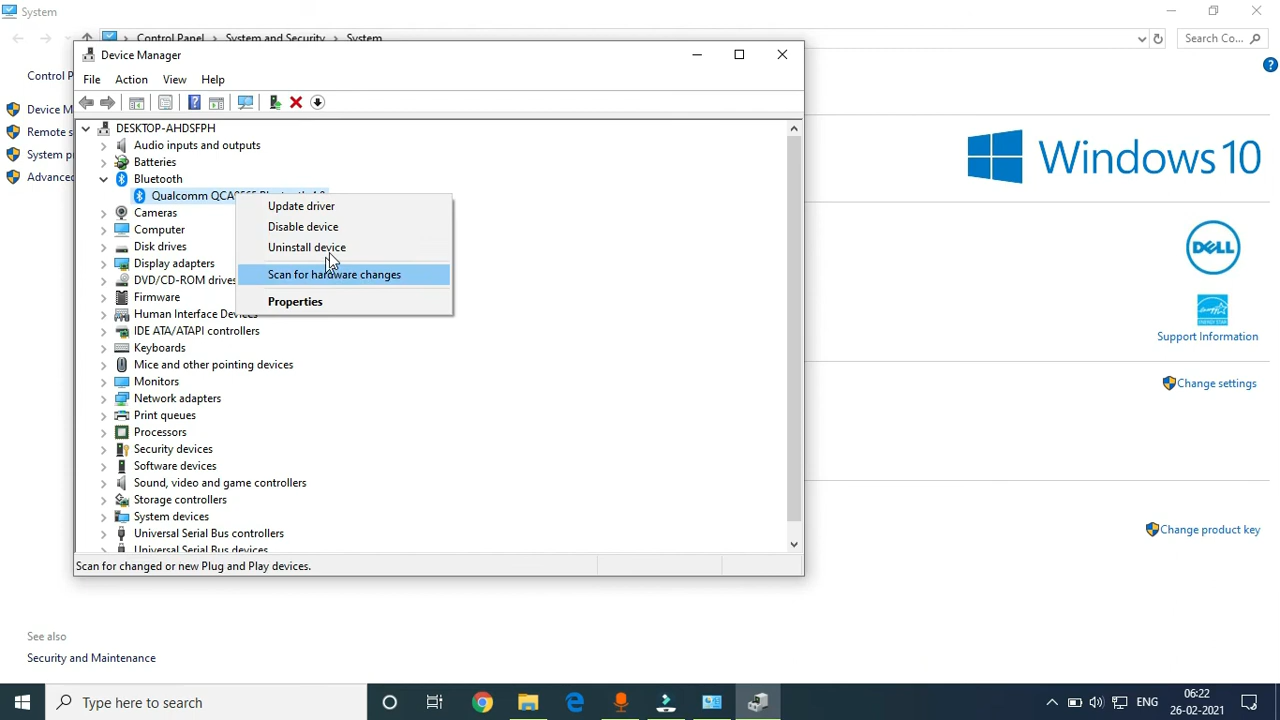 System
Control Panel System and Security System
Search Co...
Control P
Device Manager
File Action View Help
Device M
Remote s
System pr
Advanced
DESKTOP-AHDSFPH
Audio inputs and outputs
Batteries
Bluetooth
Qualcomm
Update driver
Disable device
Uninstall device
Scan for hardware changes
Properties
Cameras
Computer
Disk drives
Display adapters
DVD/CD-ROM drives
Firmware
Human Interface Devices
IDE ATA/ATAPI controllers
Keyboards
Mice and other pointing devices
Monitors
Network adapters
Print queues
Processors
Security devices
Software devices
Sound, video and game controllers
Storage controllers
System devices
Universal Serial Bus controllers
Universal Serial Bus devices
Scan for changed or new Plug and Play devices.
Windows 10
DELL
Support Information
Change settings
Change product key
See also
Security and Maintenance
Type here to search
ENG
06:22
26-02-2021